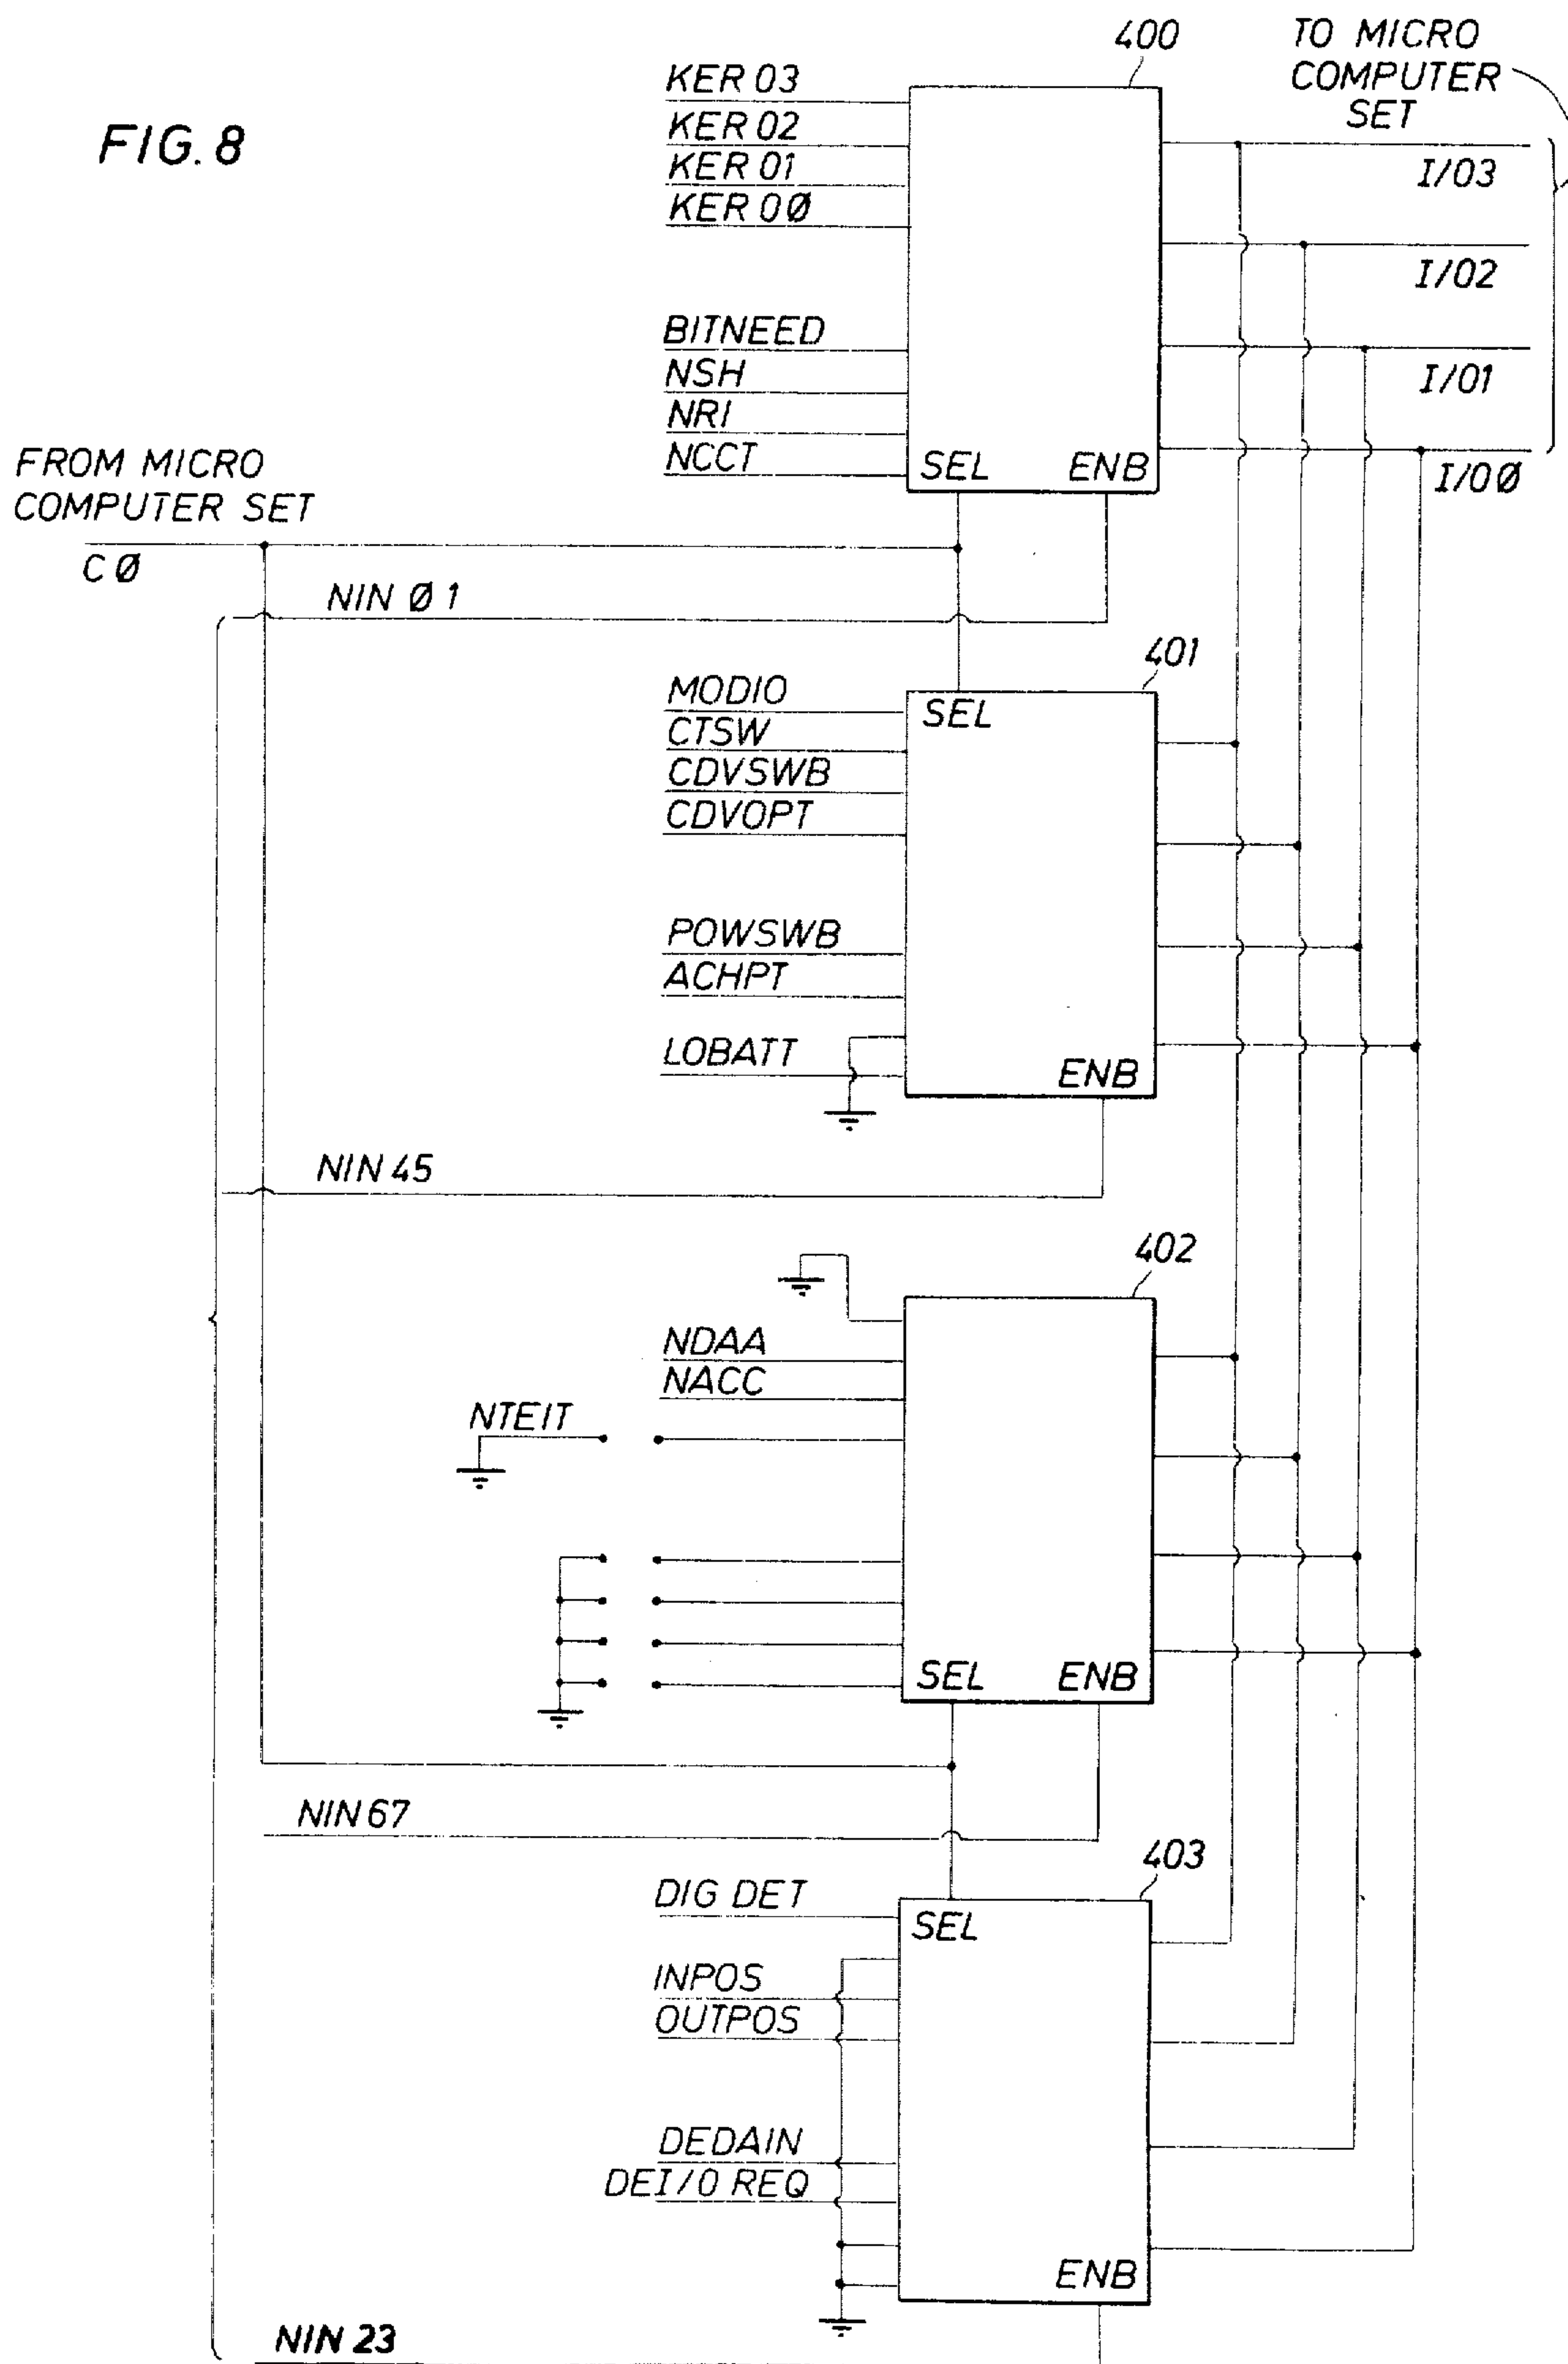 FIG. 8
400
TO MICRO
COMPUTER
SET
KER 03
KER 02
KER 01
KER 0Ø
I/03
I/02
BITNEED
I/01
NSH
NRI
NCCT
SEL
ENB
I/0Ø
FROM MICRO
COMPUTER SET
CØ
NIN Ø1
401
MODIO
SEL
CTSW
CDVSWB
CDVOPT
POWSWB
ACHPT
LOBATT
ENB
NIN 45
402
NDAA
NACC
NTEIT
SEL
ENB
NIN 67
403
DIG DET
SEL
INPOS
OUTPOS
DEDAIN
DEI/O REQ
ENB
NIN 23